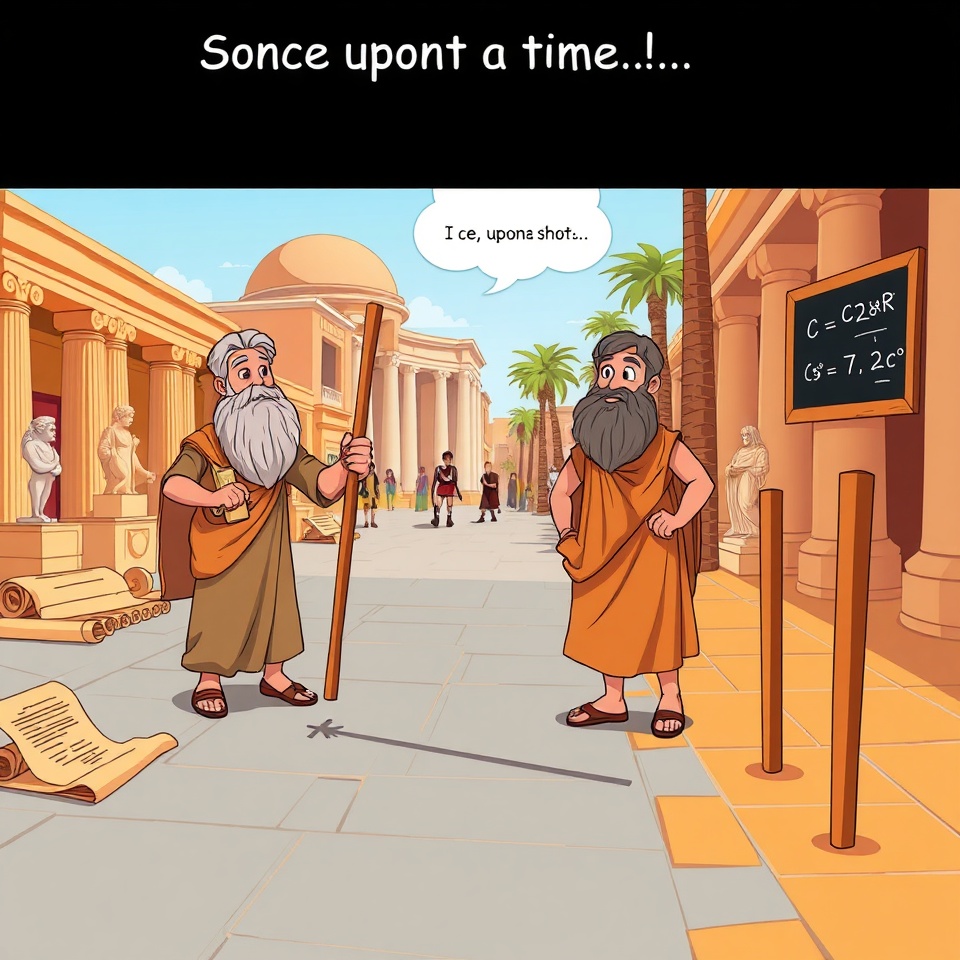 Sonce upont a time..!...
I ce, upona shot:...
C = C2
= 7, 2c°